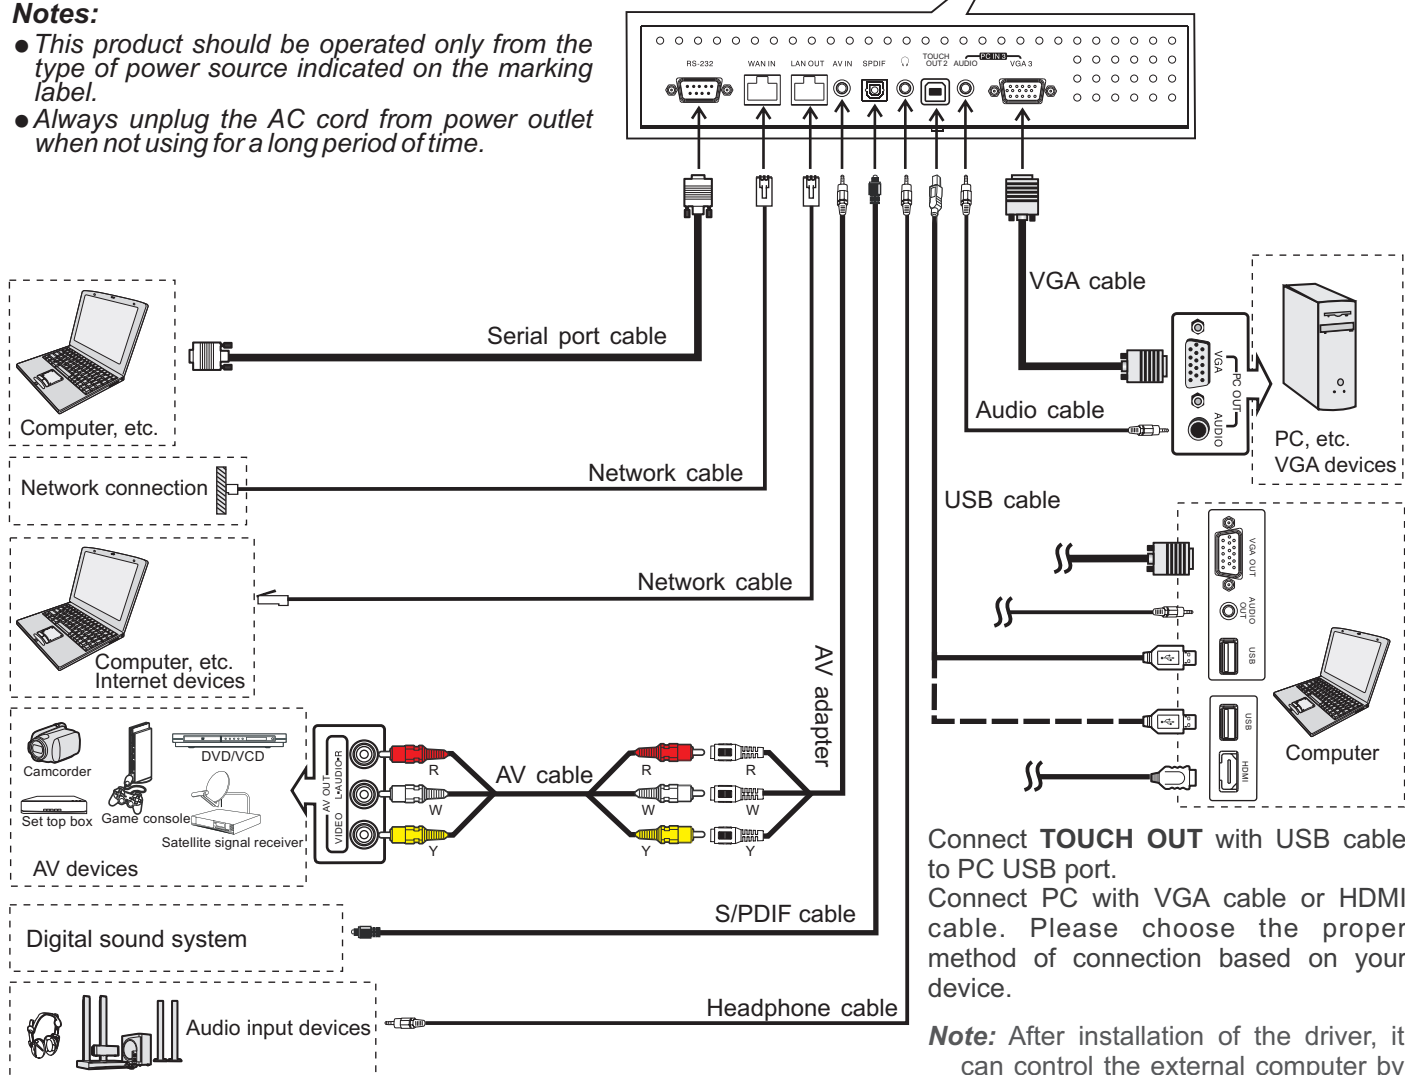 Notes:
● This product should be operated only from the
type of power source indicated on the marking
label.
● Always unplug the AC cord from power outlet
when not using for a long period of time.
RS-232
WAN IN
LAN OUT
AV IN
SPDIF
TOUCH
OUT 2
AUDIO
PC IN 3
VGA 3
VGA cable
Serial port cable
Computer, etc.
VGA
AUDIO
PC OUT
Audio cable
PC, etc.
VGA devices
Network cable
Network connection
USB cable
VGA OUT
AUDIO
OUT
USB
USB
HDMI
Computer
Network cable
Computer, etc.
Internet devices
AV adapter
Camcorder
DVD/VCD
Set top box
Game console
Satellite signal receiver
AV devices
AV OUT
VIDEO
L-AUDIO-R
R
W
Y
AV cable
R
W
Y
R
W
Y
S/PDIF cable
Digital sound system
Headphone cable
Audio input devices
Connect TOUCH OUT with USB cable
to PC USB port.
Connect PC with VGA cable or HDMI
cable. Please choose the proper
method of connection based on your
device.
Note: After installation of the driver, it
can control the external computer by